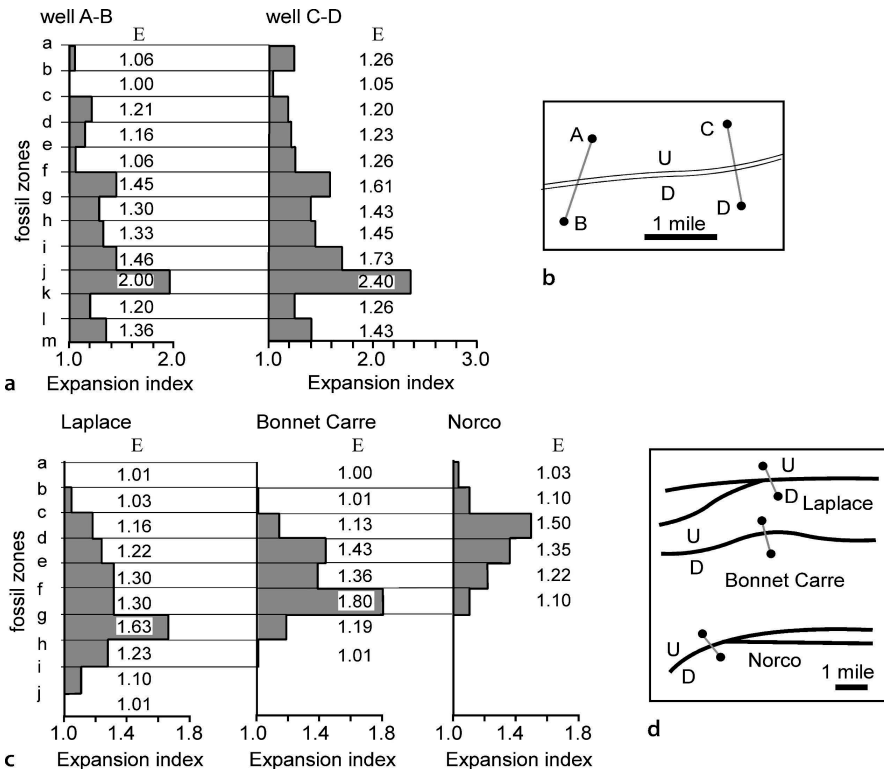 well A-B
well C-D
E
E
fossil zones
a
b
c
d
e
f
g
h
i
j
k
l
m
1.06
1.00
1.21
1.16
1.06
1.45
1.30
1.33
1.46
2.00
1.20
1.36
1.26
1.05
1.20
1.23
1.26
1.61
1.43
1.45
1.73
2.40
1.26
1.43
1.0 2.0
1.0 2.0 3.0
Expansion index
Expansion index
a
A
C
U
D
B
D
1 mile
b
Laplace
Bonnet Carre
Norco
E
E
E
fossil zones
a
b
c
d
e
f
g
h
i
j
1.01
1.03
1.16
1.22
1.30
1.30
1.63
1.23
1.10
1.01
1.00
1.01
1.13
1.43
1.36
1.80
1.19
1.01
1.03
1.10
1.50
1.35
1.22
1.10
1.0 1.4 1.8
1.0 1.4 1.8
1.0 1.4 1.8
Expansion index
Expansion index
Expansion index
c
U
D
Laplace
U
D
Bonnet Carre
U
D
Norco
1 mile
d